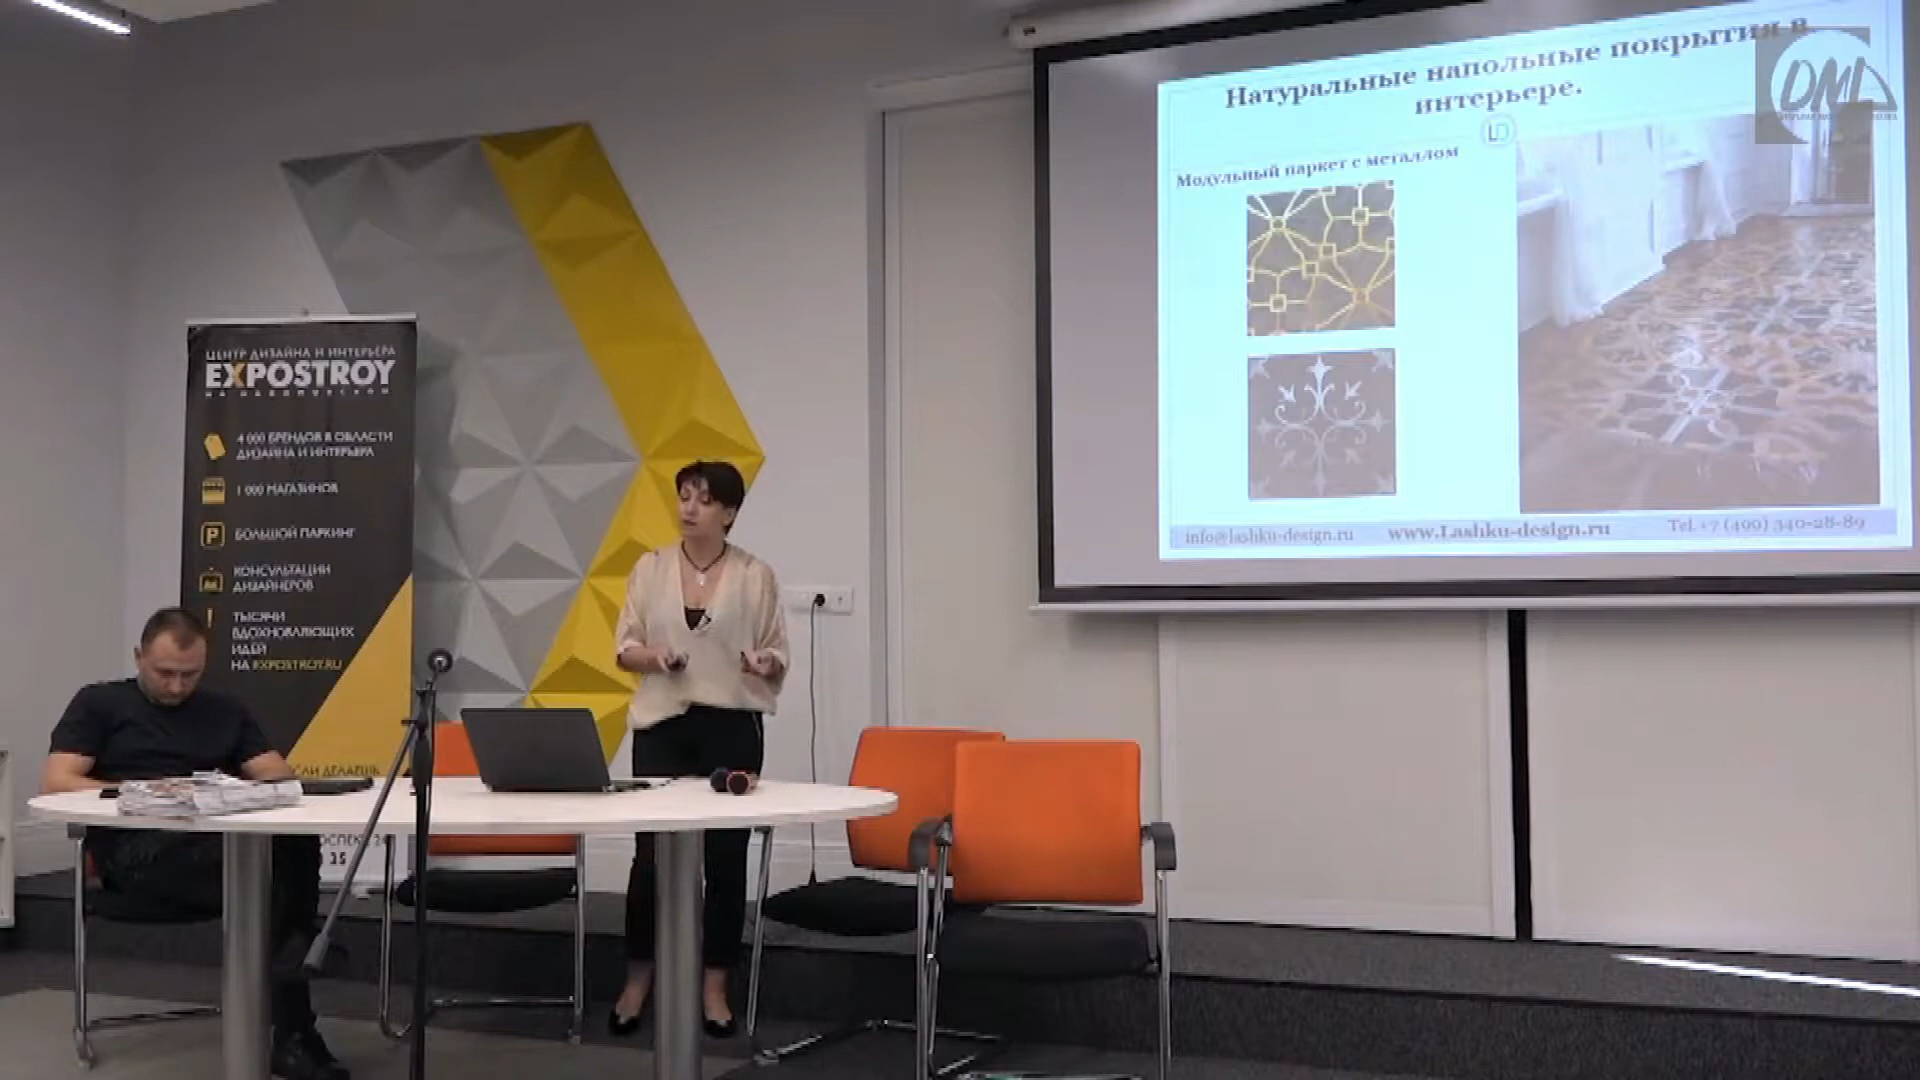 Натуральные напольные покрытия в
интерьере.
LD
Модульный паркет с металлом
info@lashku-design.ru
www.Lashku-design.ru
Tel +7 (499) 340-28-89
ЦЕНТР ДИЗАЙНА И ИНТЕРЬЕРА
EXPOSTROY
НА НАХИМОВСКОМ
4 000 БРЕНДОВ В ОБЛАСТИ
ДИЗАЙНА И ИНТЕРЬЕРА
1 000 МАГАЗИНОВ
P
БОЛЬШОЙ ПАРКИНГ
КОНСУЛЬТАЦИИ
ДИЗАЙНЕРОВ
ТЫСЯЧИ
ВДОХНОВЛЯЮЩИХ
ИДЕЙ
НА EXPOSTROY.RU
ДЕЛАЕШЬ